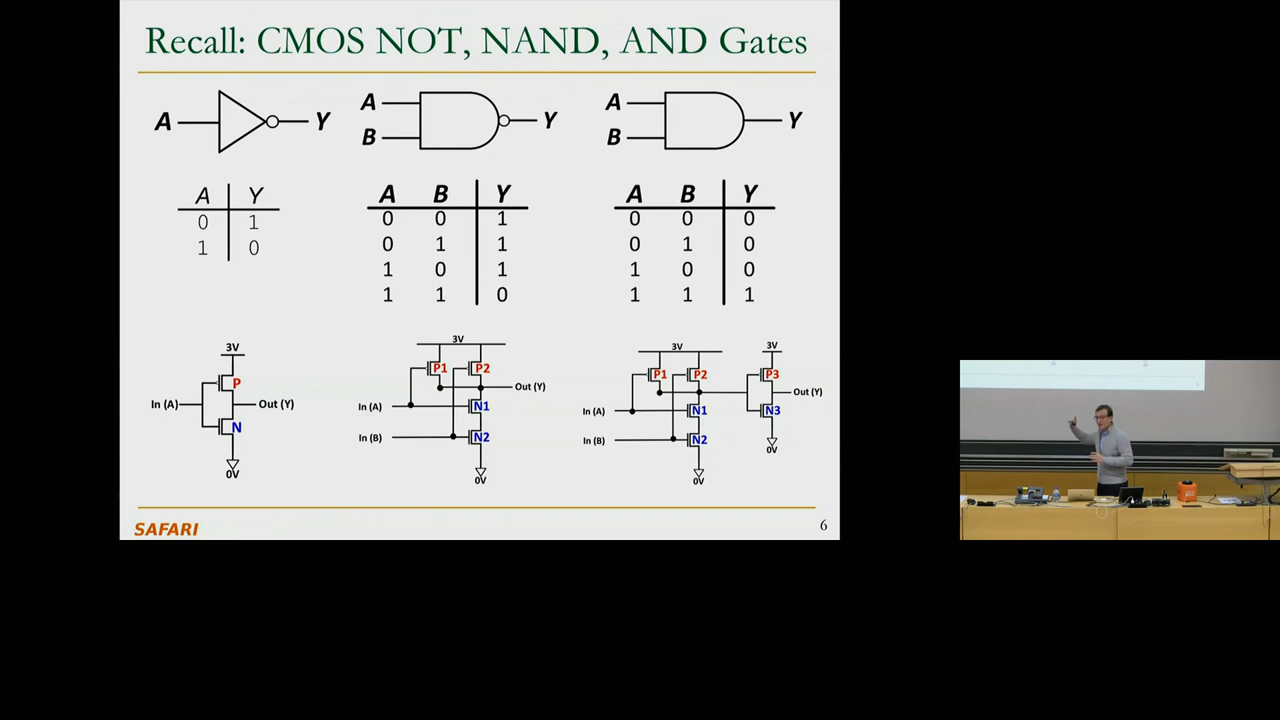 Recall: CMOS NOT, NAND, AND Gates
A Y
A B Y
A B Y
A Y
0 1
1 0
A B Y
0 0 1
0 1 1
1 0 1
1 1 0
A B Y
0 0 0
0 1 0
1 0 0
1 1 1
3V
P
In (A) Out (Y)
N
0V
3V
P1 P2
Out (Y)
In (A) N1
In (B) N2
0V
3V 3V
P1 P2 P3
Out (Y)
In (A) N1 N3
In (B) N2
0V
0V
SAFARI
6